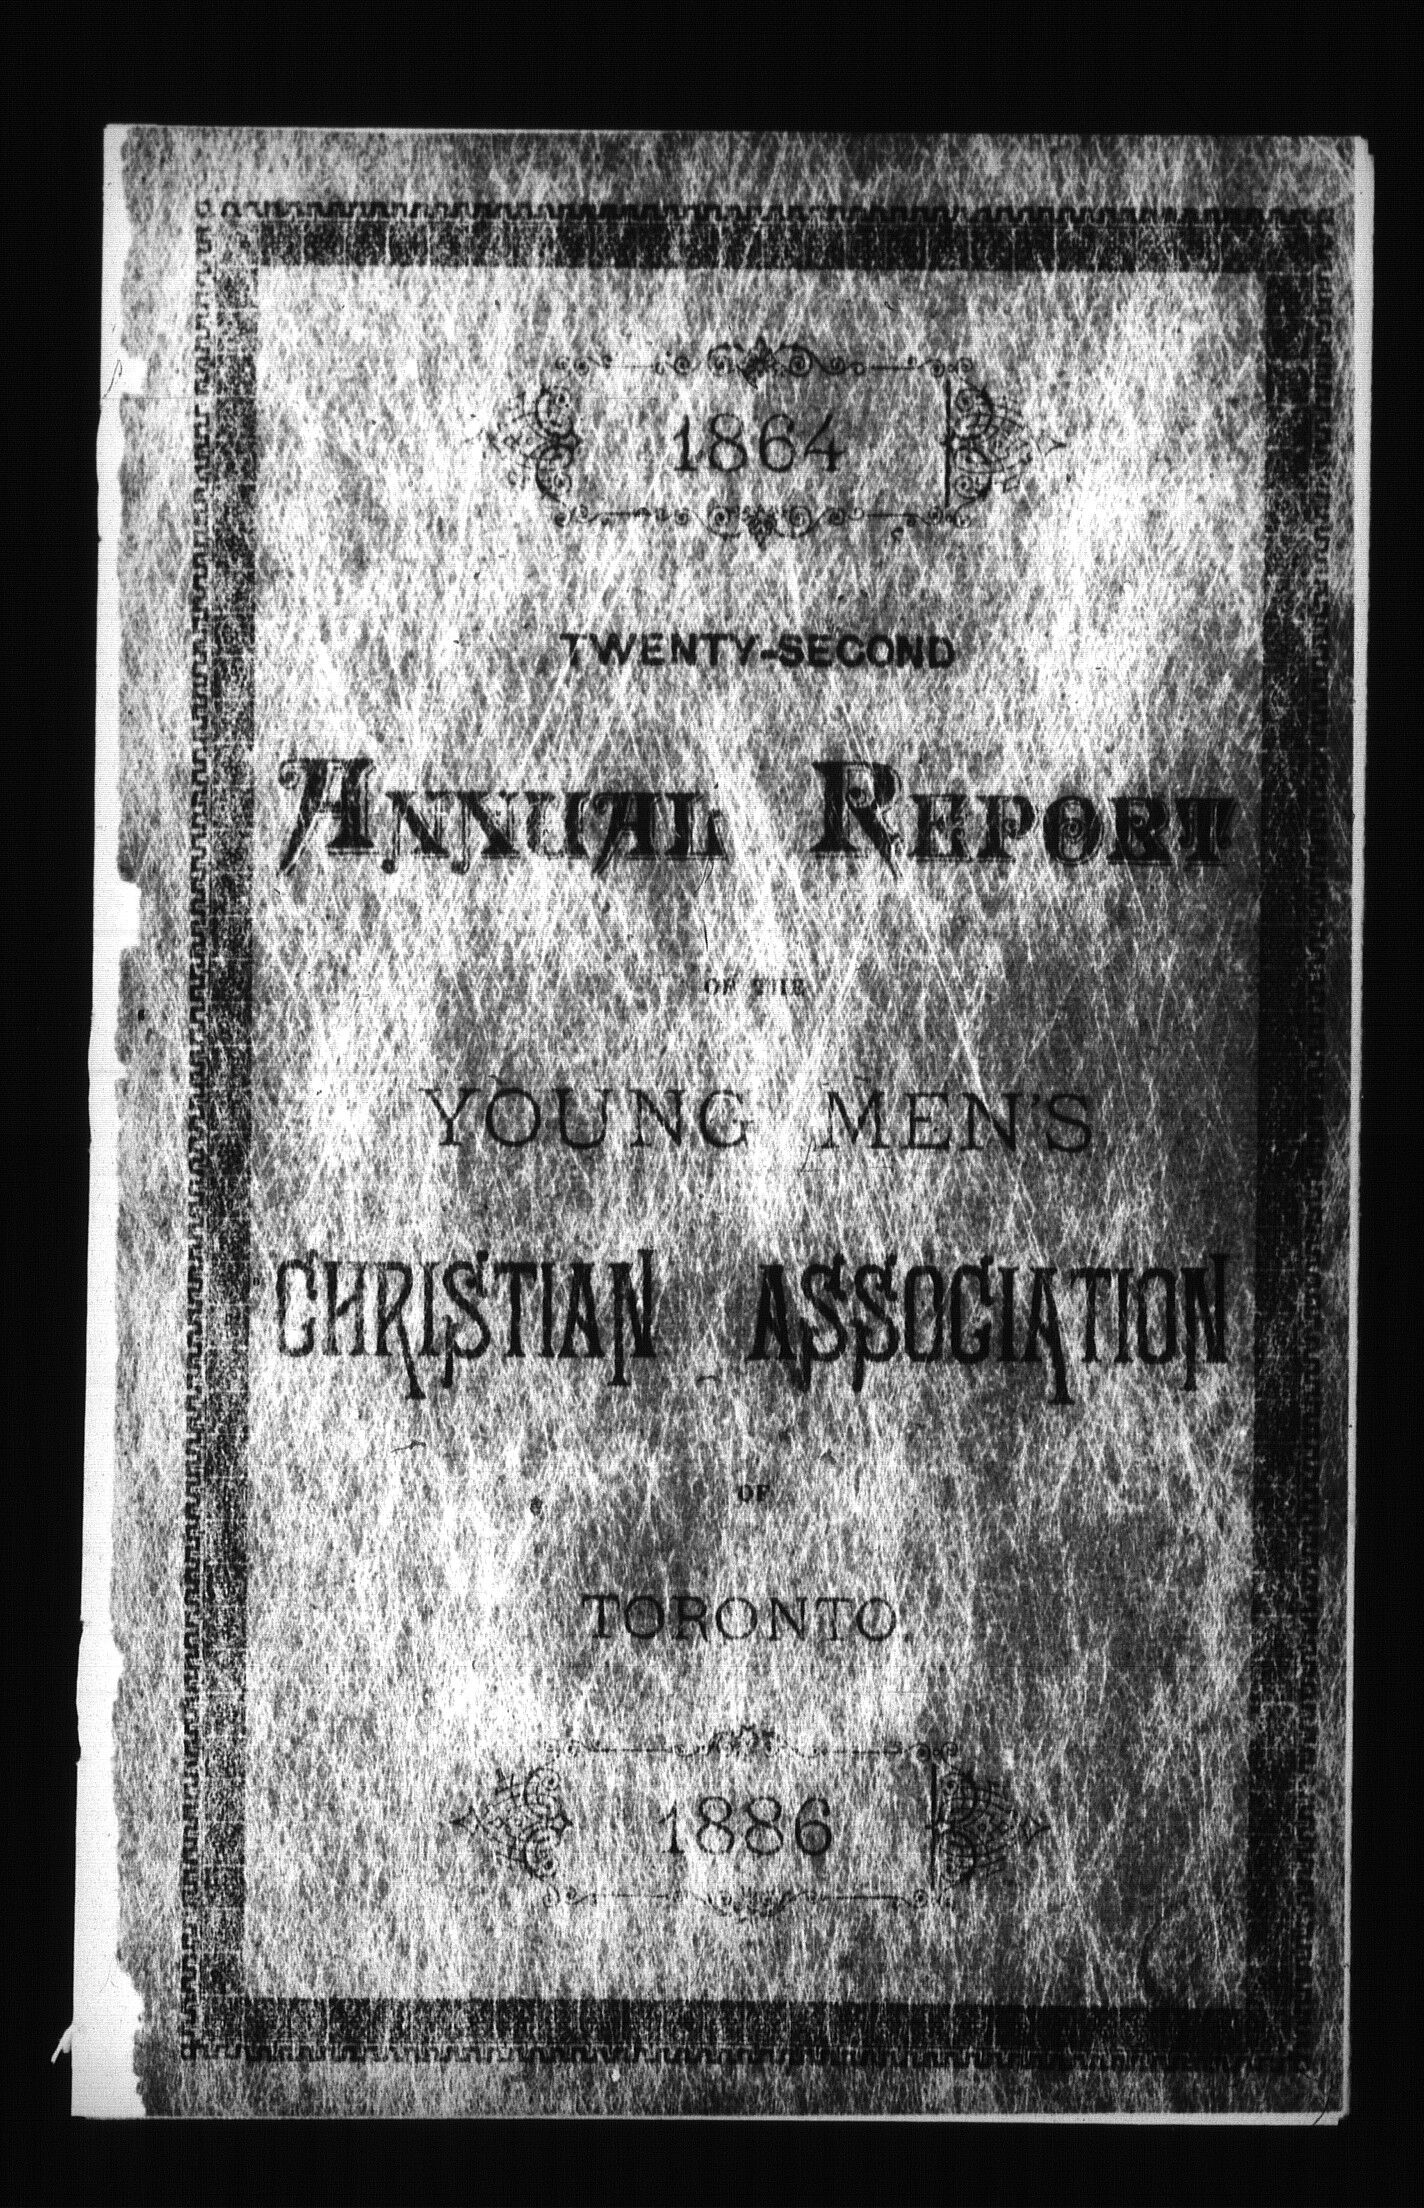 1864
TWENTY-SECOND
ANNUAL REPORT
OF THE
YOUNG MEN'S
CHRISTIAN ASSOCIATION
OF
TORONTO.
1886